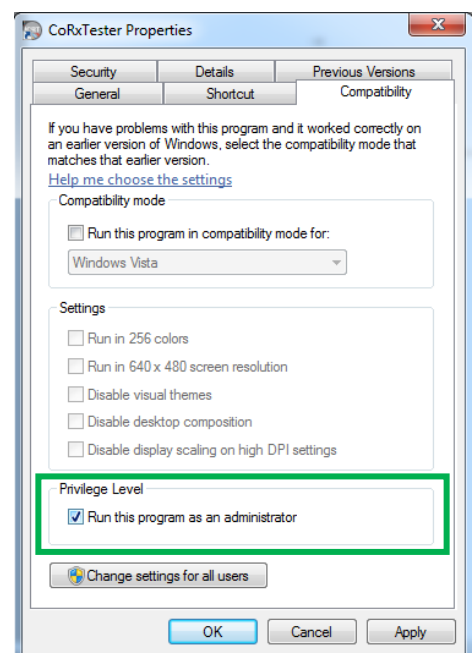 CoRxTester Properties
Security Details Previous Versions
General Shortcut Compatibility
If you have problems with this program and it worked correctly on
an earlier version of Windows, select the compatibility mode that
matches that earlier version.
Help me choose the settings
Compatibility mode
Run this program in compatibility mode for:
Windows Vista
Settings
Run in 256 colors
Run in 640 x 480 screen resolution
Disable visual themes
Disable desktop composition
Disable display scaling on high DPI settings
Privilege Level
Run this program as an administrator
Change settings for all users
OK Cancel Apply